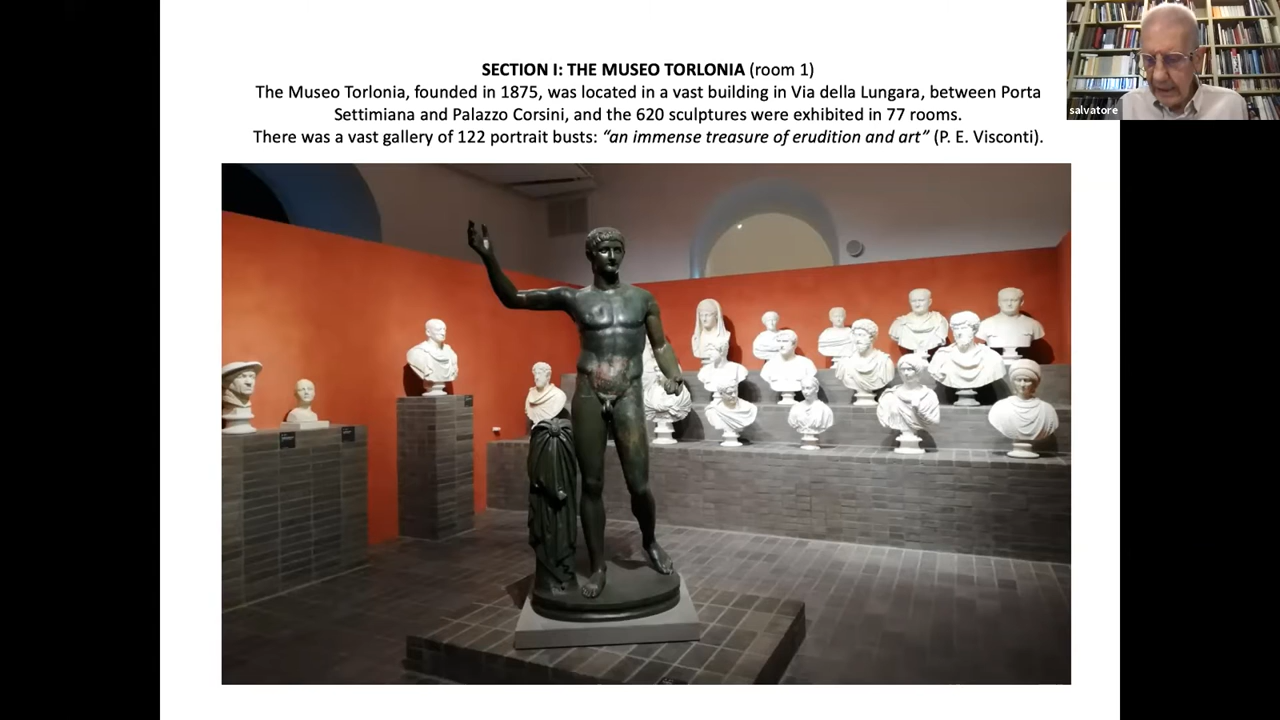 SECTION I: THE MUSEO TORLONIA (room 1)
The Museo Torlonia, founded in 1875, was located in a vast building in Via della Lungara, between Porta
Settimiana and Palazzo Corsini, and the 620 sculptures were exhibited in 77 rooms.
There was a vast gallery of 122 portrait busts: “an immense treasure of erudition and art” (P. E. Visconti).
salvatore